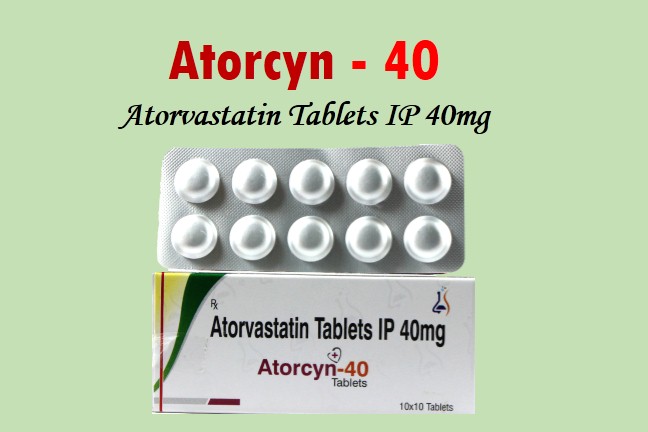 Atorcyn - 40
Atorvastatin Tablets IP 40mg
Rx
Atorvastatin Tablets IP 40mg
Atorcyn-40
Tablets
10x10 Tablets